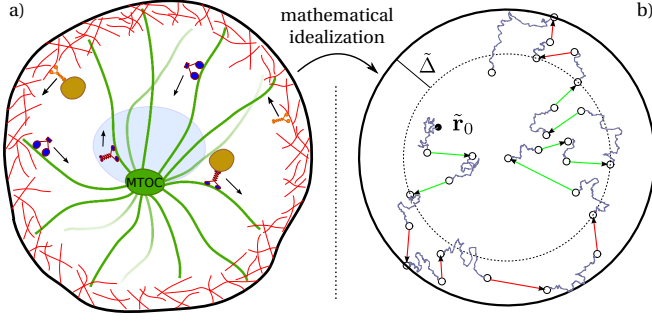 a)
mathematical
idealization
b)
Δ̃
r̃₀
MTOC